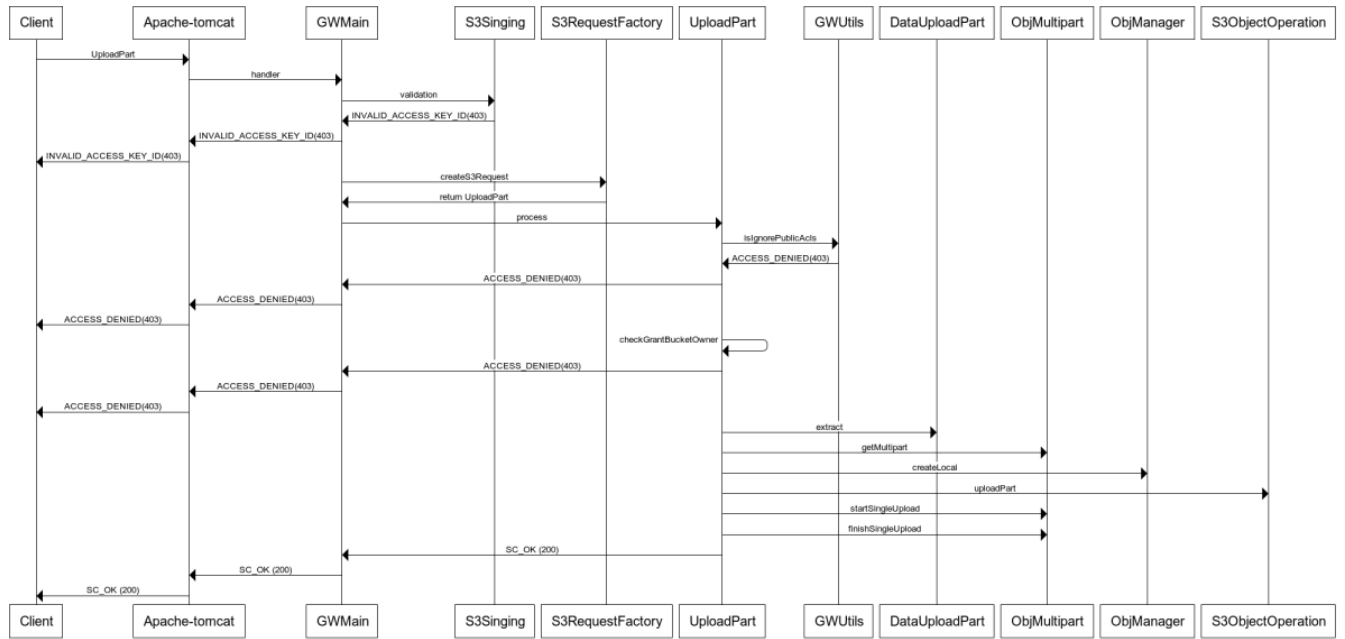 Client Apache-tomcat GWMain S3Singing S3RequestFactory UploadPart GWUtils DataUploadPart ObjMultipart ObjManager S3ObjectOperation
UploadPart
handler
validation
INVALID_ACCESS_KEY_ID(403)
INVALID_ACCESS_KEY_ID(403)
INVALID_ACCESS_KEY_ID(403)
createS3Request
return UploadPart
process
isIgnorePublicAcls
ACCESS_DENIED(403)
ACCESS_DENIED(403)
ACCESS_DENIED(403)
ACCESS_DENIED(403)
checkGrantBucketOwner
ACCESS_DENIED(403)
ACCESS_DENIED(403)
ACCESS_DENIED(403)
extract
getMultipart
createLocal
uploadPart
startSingleUpload
finishSingleUpload
SC_OK (200)
SC_OK (200)
SC_OK (200)
Client Apache-tomcat GWMain S3Singing S3RequestFactory UploadPart GWUtils DataUploadPart ObjMultipart ObjManager S3ObjectOperation